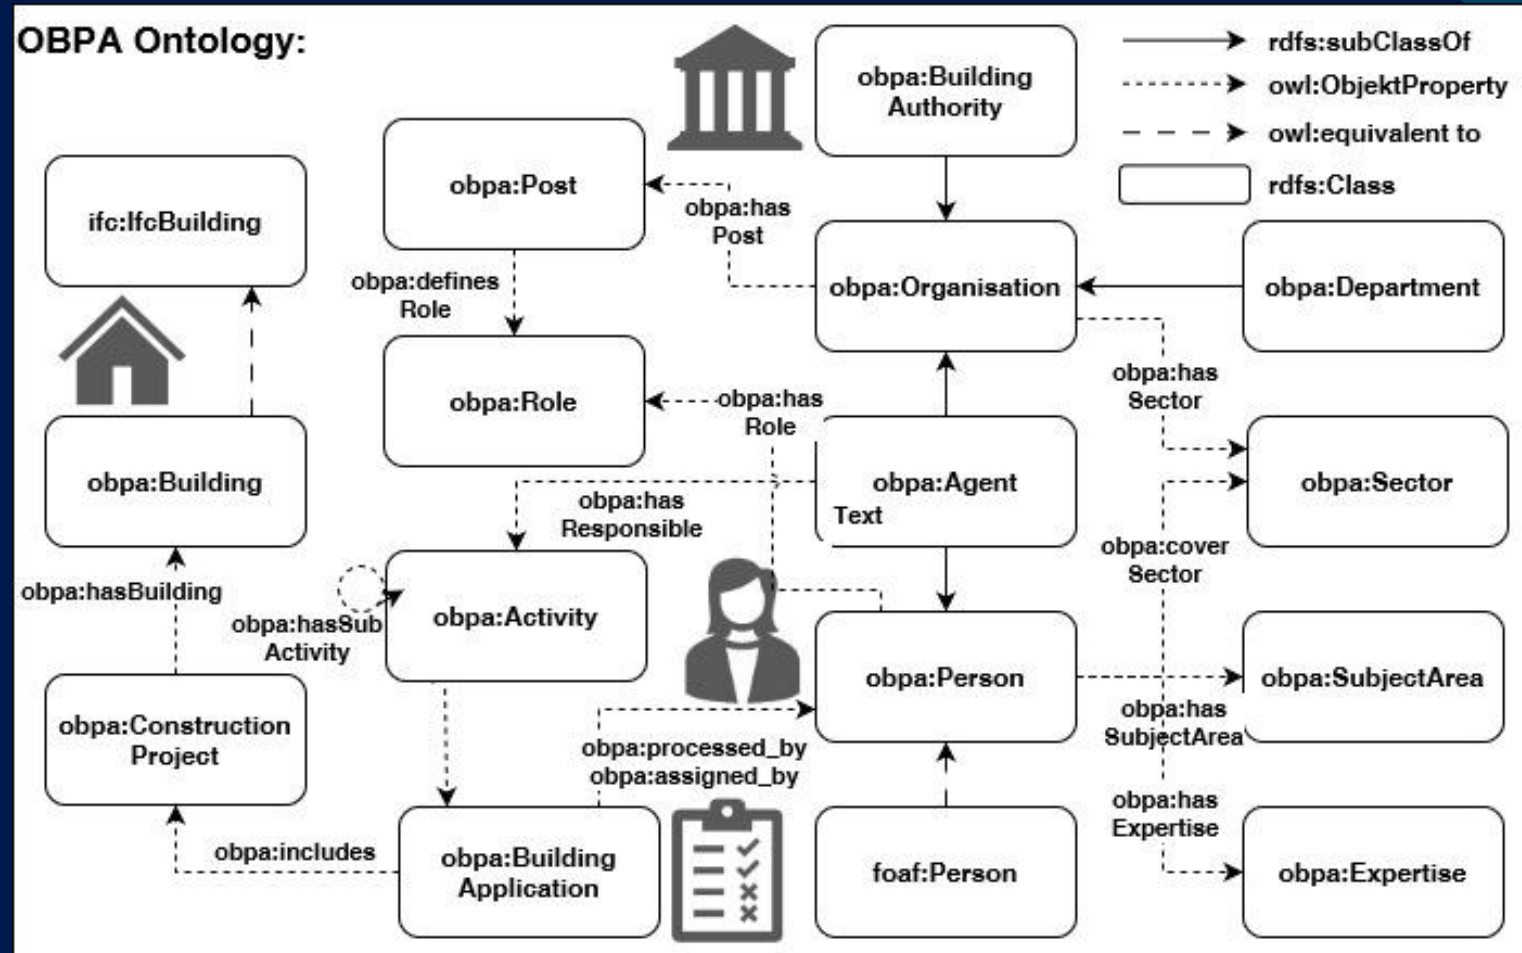 OBPA Ontology:
obpa:Building
Authority
rdfs:subClassOf
owl:ObjektProperty
owl:equivalent to
rdfs:Class
ifc:IfcBuilding
obpa:Post
obpa:has
Post
obpa:defines
Role
obpa:Organisation
obpa:Department
obpa:has
Sector
obpa:Role
obpa:has
Role
obpa:Building
obpa:has
Responsible
obpa:Agent
Text
obpa:Sector
obpa:cover
Sector
obpa:hasBuilding
obpa:hasSub
Activity
obpa:Activity
obpa:Person
obpa:SubjectArea
obpa:has
SubjectArea
obpa:Construction
Project
obpa:processed_by
obpa:assigned_by
obpa:has
Expertise
obpa:includes
obpa:Building
Application
foaf:Person
obpa:Expertise